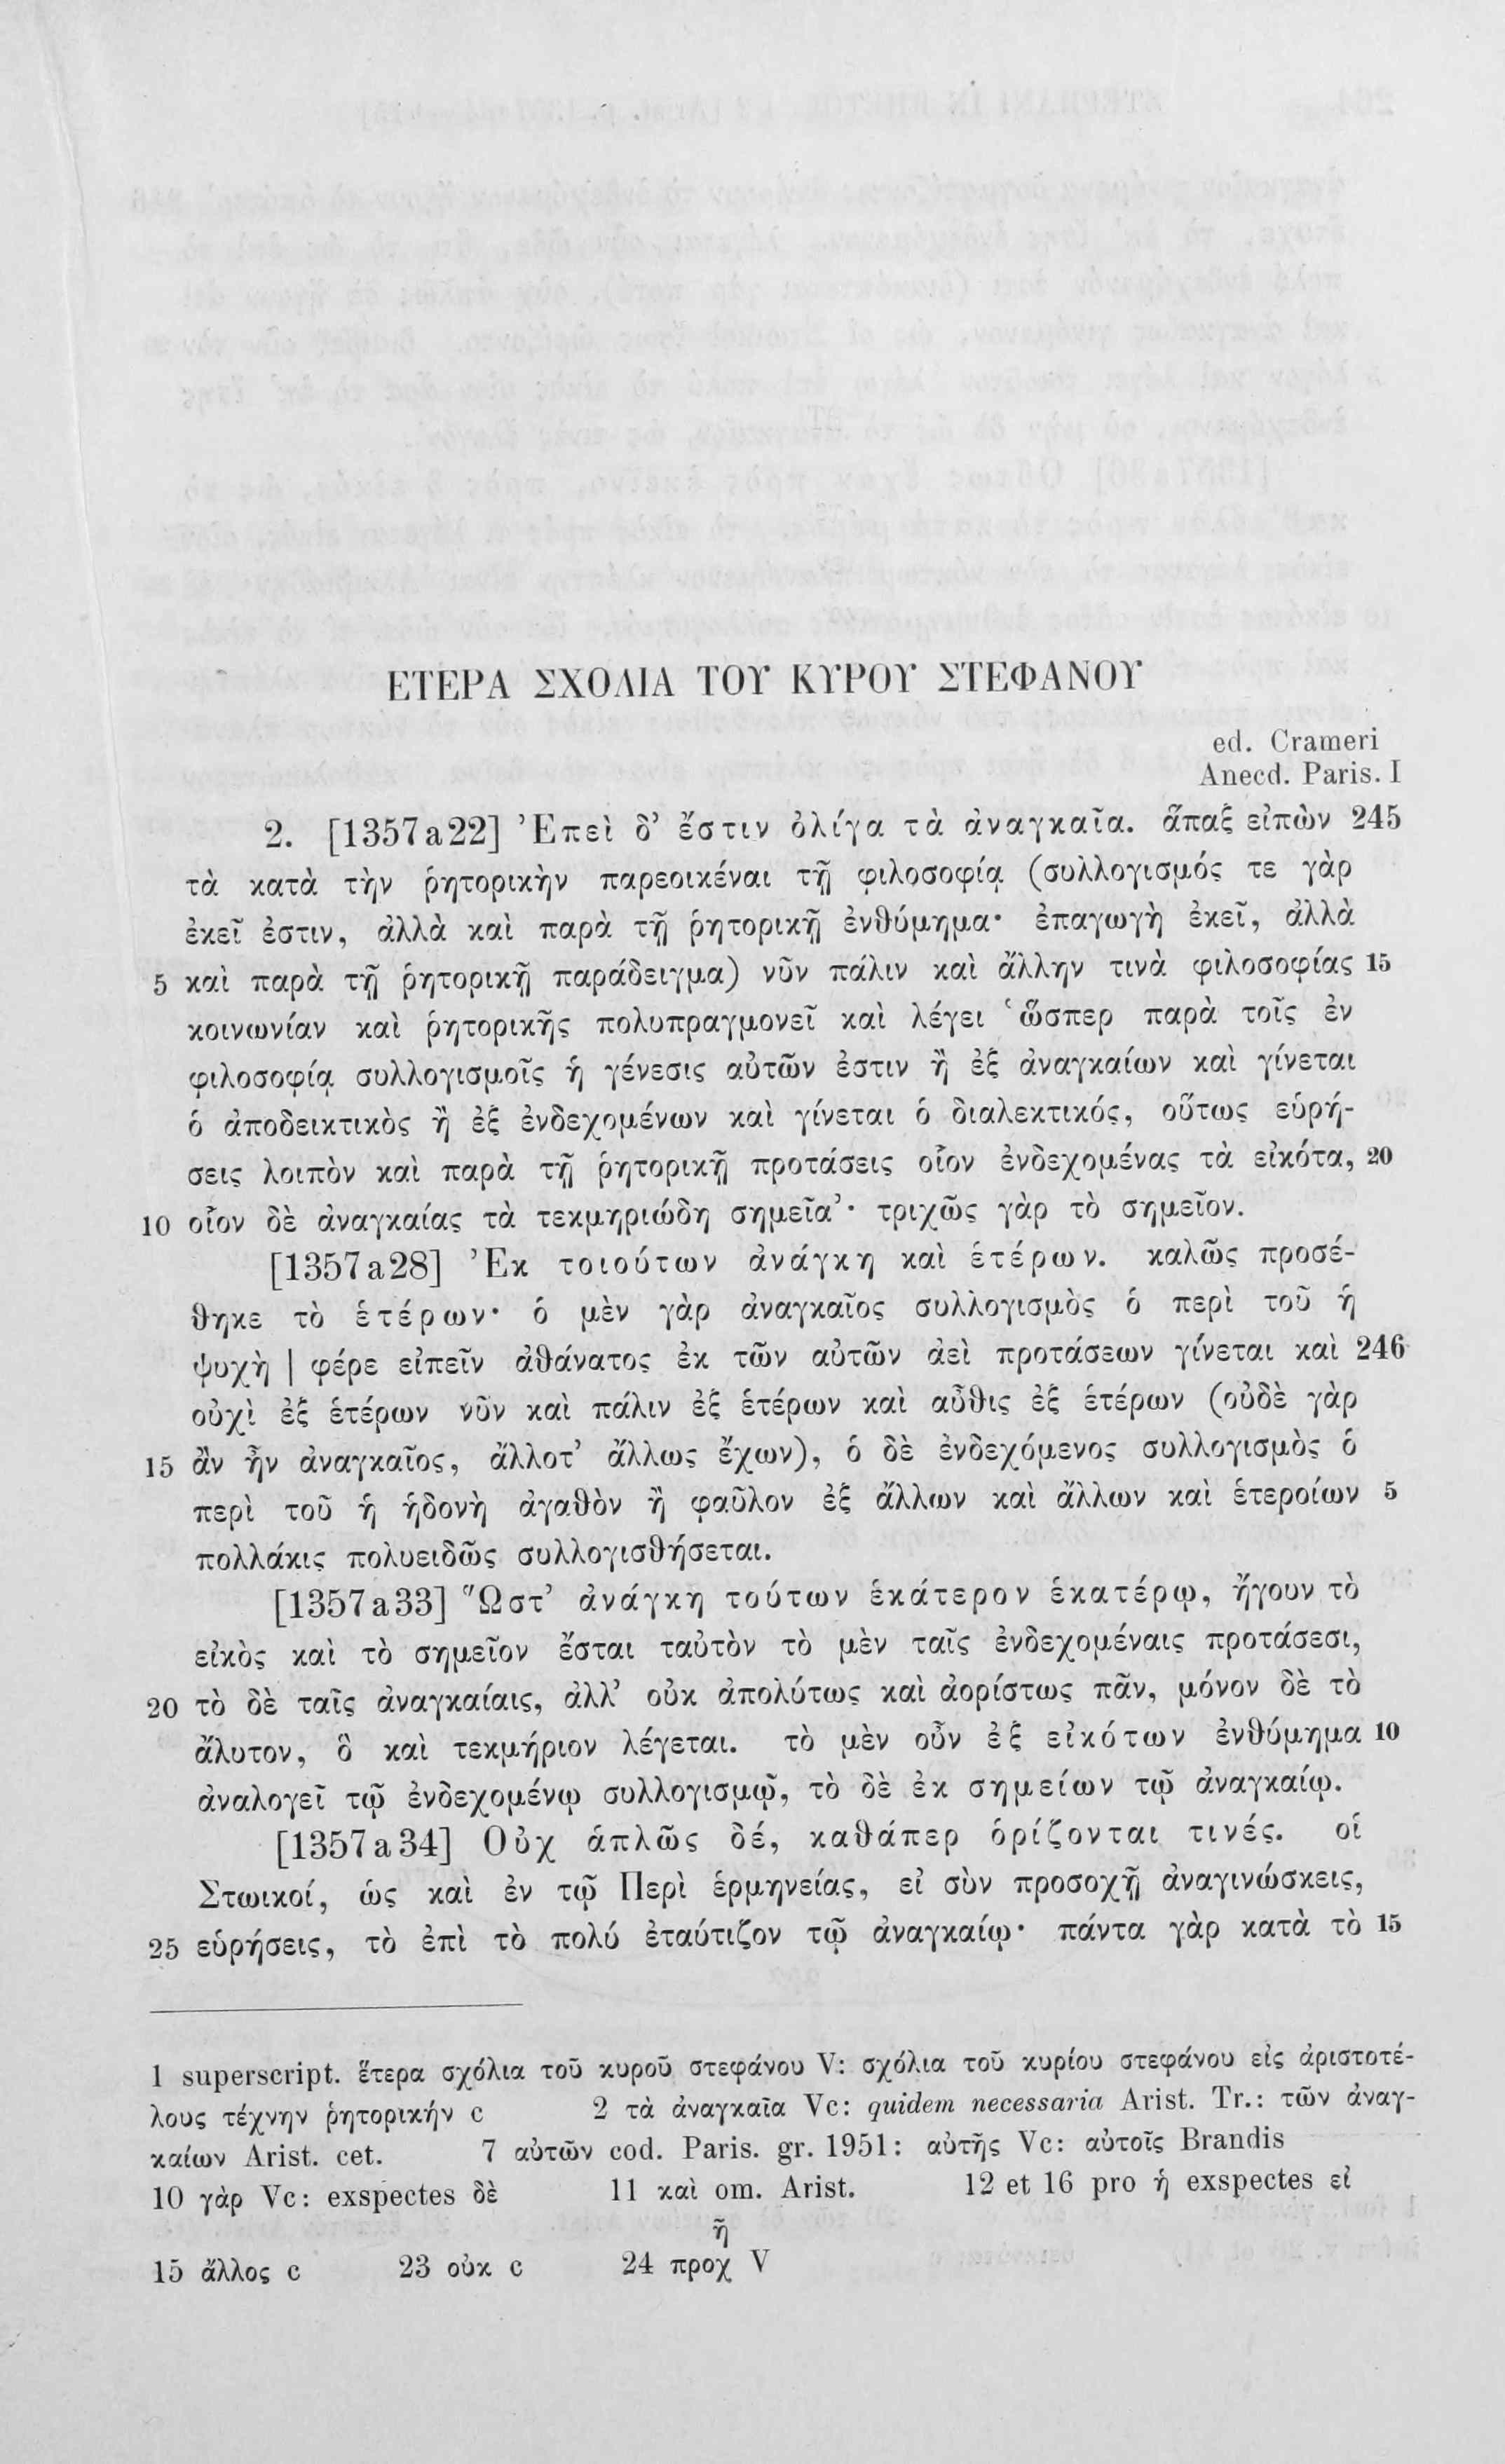 ΕΤΕΡΑ ΣΧΟΛΙΑ ΤΟΥ ΚΥΡΟΥ ΣΤΕΦΑΝΟΥ
ed. Crameri
Anecd. Paris. I
2. [1357a22] Ἐπεὶ δ’ ἔστιν ὀλίγα τὰ ἀναγκαῖα. ἅπαξ εἰπὼν 245
τὰ κατὰ τὴν ῥητορικὴν παρεοικέναι τῇ φιλοσοφίᾳ (συλλογισμός τε γὰρ
ἐκεῖ ἐστιν, ἀλλὰ καὶ παρὰ τῇ ῥητορικῇ ἐνθύμημα· ἐπαγωγὴ ἐκεῖ, ἀλλὰ
5 καὶ παρὰ τῇ ῥητορικῇ παράδειγμα) νῦν πάλιν καὶ ἄλλην τινὰ φιλοσοφίας 15
κοινωνίαν καὶ ῥητορικῆς πολυπραγμονεῖ καὶ λέγει ‘ὥσπερ παρὰ τοῖς ἐν
φιλοσοφίᾳ συλλογισμοῖς ἡ γένεσις αὐτῶν ἐστιν ἢ ἐξ ἀναγκαίων καὶ γίνεται
ὁ ἀποδεικτικὸς ἢ ἐξ ἐνδεχομένων καὶ γίνεται ὁ διαλεκτικός, οὕτως εὑρή-
σεις λοιπὸν καὶ παρὰ τῇ ῥητορικῇ προτάσεις οἷον ἐνδεχομένας τὰ εἰκότα, 20
10 οἷον δὲ ἀναγκαίας τὰ τεκμηριώδη σημεῖα’· τριχῶς γὰρ τὸ σημεῖον.
[1357a28] Ἐκ τοιούτων ἀνάγκη καὶ ἑτέρων. καλῶς προσέ-
θηκε τὸ ἑτέρων· ὁ μὲν γὰρ ἀναγκαῖος συλλογισμὸς ὁ περὶ τοῦ ἡ
ψυχὴ | φέρε εἰπεῖν ἀθάνατος ἐκ τῶν αὐτῶν ἀεὶ προτάσεων γίνεται καὶ 246
οὐχὶ ἐξ ἑτέρων νῦν καὶ πάλιν ἐξ ἑτέρων καὶ αὖθις ἐξ ἑτέρων (οὐδὲ γὰρ
15 ἂν ἦν ἀναγκαῖος, ἄλλοτ’ ἄλλως ἔχων), ὁ δὲ ἐνδεχόμενος συλλογισμὸς ὁ
περὶ τοῦ ἡ ἡδονὴ ἀγαθὸν ἢ φαῦλον ἐξ ἄλλων καὶ ἄλλων καὶ ἑτεροίων 5
πολλάκις πολυειδῶς συλλογισθήσεται.
[1357a33] Ὥστ’ ἀνάγκη τούτων ἑκάτερον ἑκατέρῳ, ἤγουν τὸ
εἰκὸς καὶ τὸ σημεῖον ἔσται ταὐτὸν τὸ μὲν ταῖς ἐνδεχομέναις προτάσεσι,
20 τὸ δὲ ταῖς ἀναγκαίαις, ἀλλ’ οὐκ ἀπολύτως καὶ ἀορίστως πᾶν, μόνον δὲ τὸ
ἄλυτον, ὃ καὶ τεκμήριον λέγεται. τὸ μὲν οὖν ἐξ εἰκότων ἐνθύμημα 10
ἀναλογεῖ τῷ ἐνδεχομένῳ συλλογισμῷ, τὸ δὲ ἐκ σημείων τῷ ἀναγκαίῳ.
[1357a34] Οὐχ ἁπλῶς δέ, καθάπερ ὁρίζονται τινές. οἱ
Στωικοί, ὡς καὶ ἐν τῷ Περὶ ἑρμηνείας, εἰ σὺν προσοχῇ ἀναγινώσκεις,
25 εὑρήσεις, τὸ ἐπὶ τὸ πολύ ἐταύτιζον τῷ ἀναγκαίῳ· πάντα γὰρ κατὰ τὸ 15
1 superscript. ἕτερα σχόλια τοῦ κυροῦ στεφάνου V: σχόλια τοῦ κυρίου στεφάνου εἰς ἀριστοτέ-
λους τέχνην ῥητορικήν c 2 τὰ ἀναγκαῖα Vc: quidem necessaria Arist. Tr.: τῶν ἀναγ-
καίων Arist. cet. 7 αὐτῶν cod. Paris. gr. 1951: αὐτῆς Vc: αὐτοῖς Brandis
10 γὰρ Vc: exspectes δὲ 11 καὶ om. Arist. 12 et 16 pro ἡ exspectes εἰ
15 ἄλλος c 23 οὐκ c 24 προχῆ V